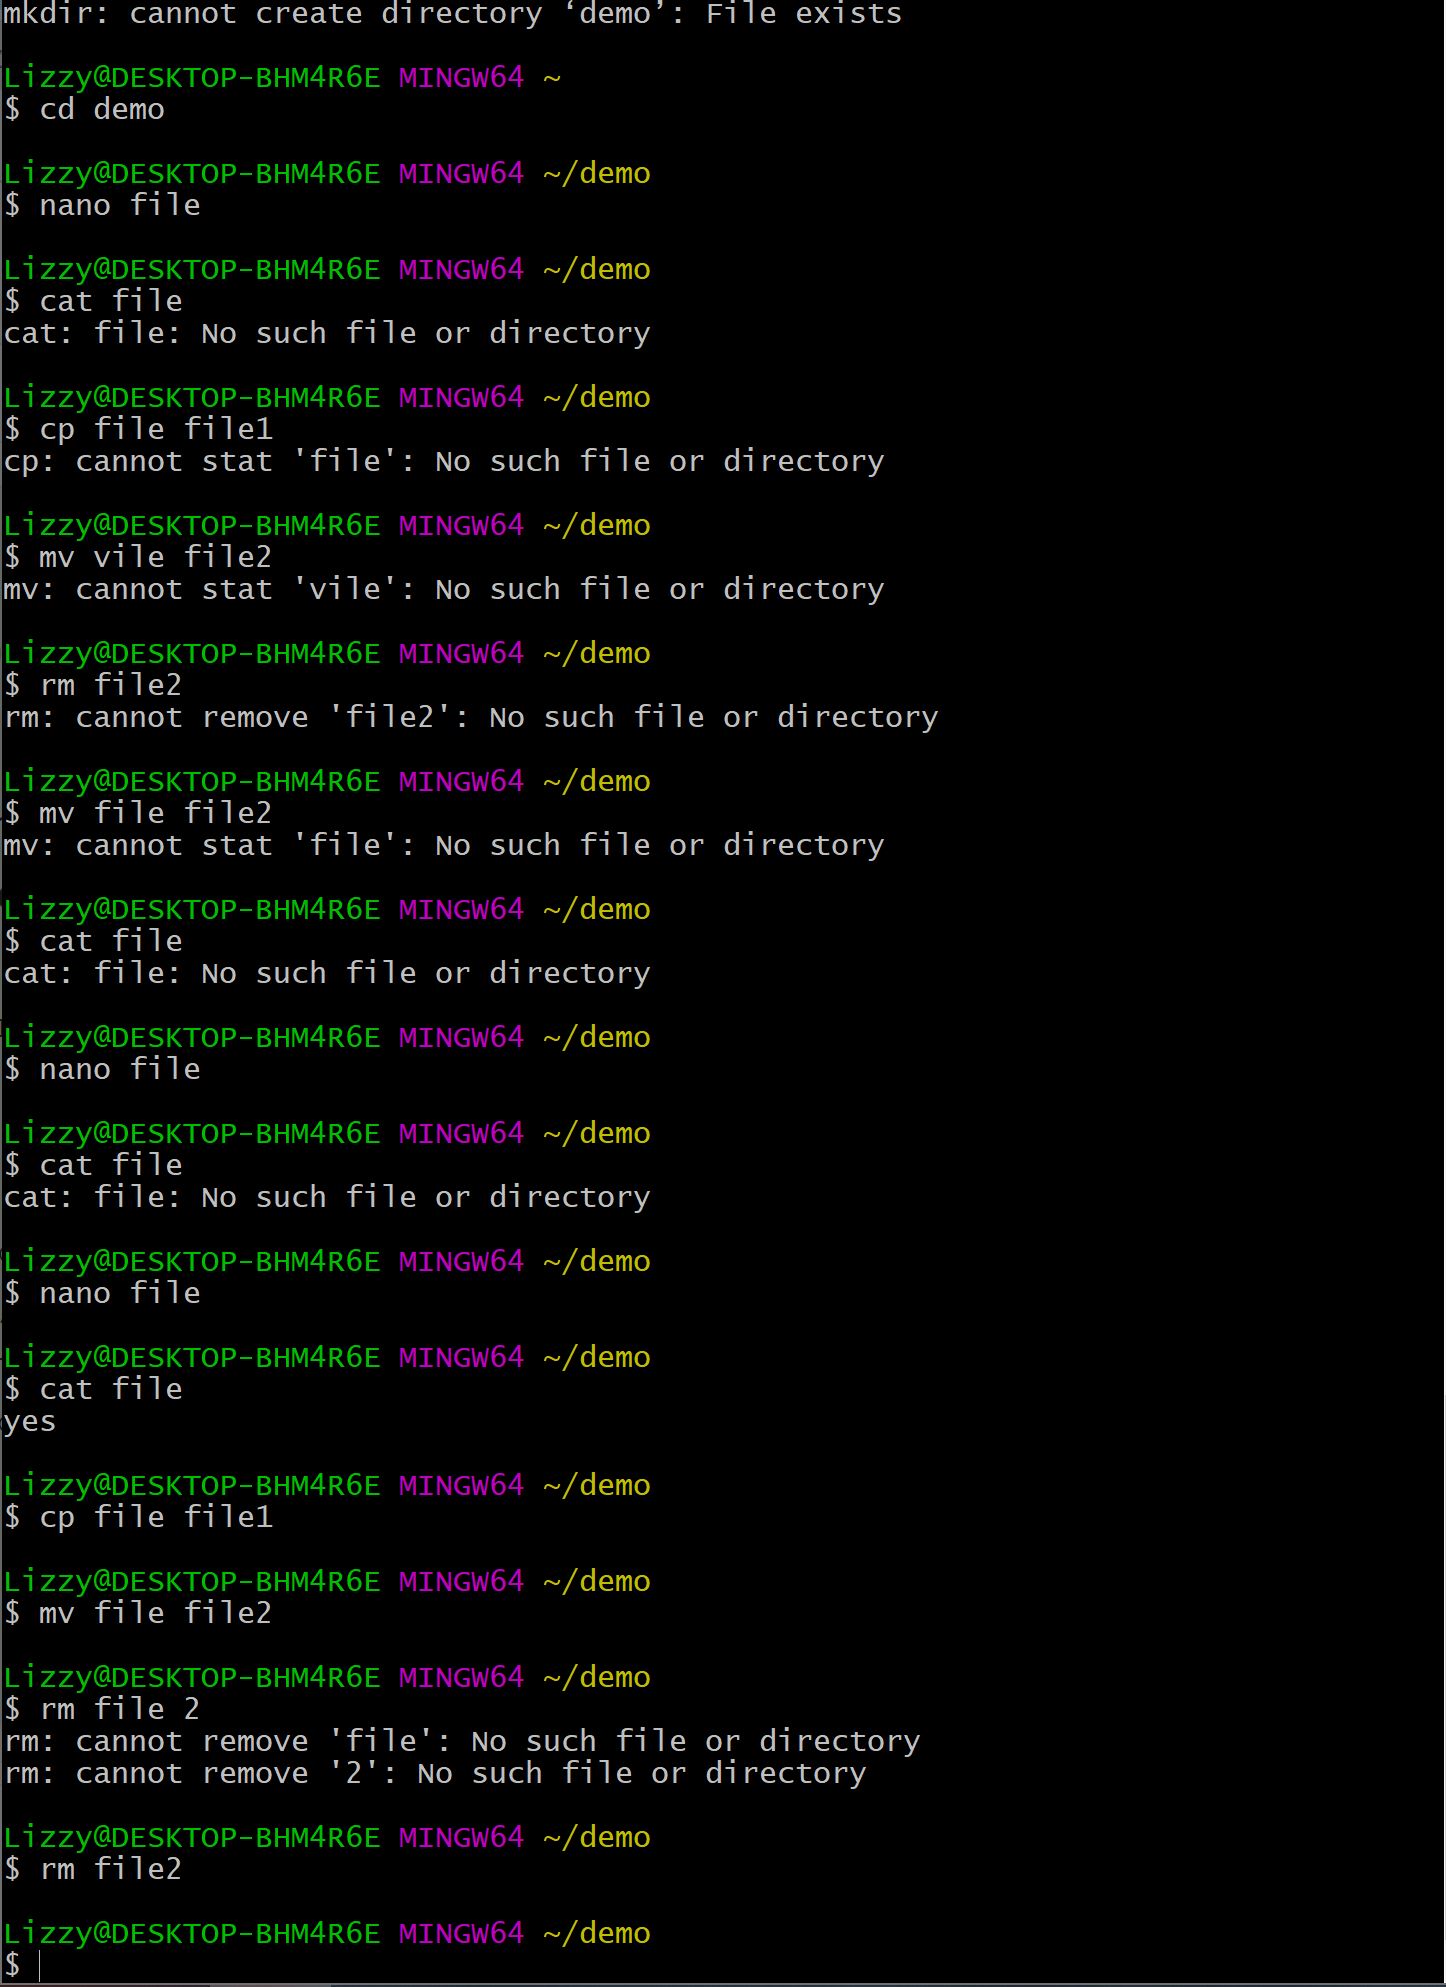 mkdir: cannot create directory ‘demo’: File exists
Lizzy@DESKTOP-BHM4R6E MINGW64 ~
$ cd demo
Lizzy@DESKTOP-BHM4R6E MINGW64 ~/demo
$ nano file
Lizzy@DESKTOP-BHM4R6E MINGW64 ~/demo
$ cat file
cat: file: No such file or directory
Lizzy@DESKTOP-BHM4R6E MINGW64 ~/demo
$ cp file file1
cp: cannot stat 'file': No such file or directory
Lizzy@DESKTOP-BHM4R6E MINGW64 ~/demo
$ mv vile file2
mv: cannot stat 'vile': No such file or directory
Lizzy@DESKTOP-BHM4R6E MINGW64 ~/demo
$ rm file2
rm: cannot remove 'file2': No such file or directory
Lizzy@DESKTOP-BHM4R6E MINGW64 ~/demo
$ mv file file2
mv: cannot stat 'file': No such file or directory
Lizzy@DESKTOP-BHM4R6E MINGW64 ~/demo
$ cat file
cat: file: No such file or directory
Lizzy@DESKTOP-BHM4R6E MINGW64 ~/demo
$ nano file
Lizzy@DESKTOP-BHM4R6E MINGW64 ~/demo
$ cat file
cat: file: No such file or directory
Lizzy@DESKTOP-BHM4R6E MINGW64 ~/demo
$ nano file
Lizzy@DESKTOP-BHM4R6E MINGW64 ~/demo
$ cat file
yes
Lizzy@DESKTOP-BHM4R6E MINGW64 ~/demo
$ cp file file1
Lizzy@DESKTOP-BHM4R6E MINGW64 ~/demo
$ mv file file2
Lizzy@DESKTOP-BHM4R6E MINGW64 ~/demo
$ rm file 2
rm: cannot remove 'file': No such file or directory
rm: cannot remove '2': No such file or directory
Lizzy@DESKTOP-BHM4R6E MINGW64 ~/demo
$ rm file2
Lizzy@DESKTOP-BHM4R6E MINGW64 ~/demo
$